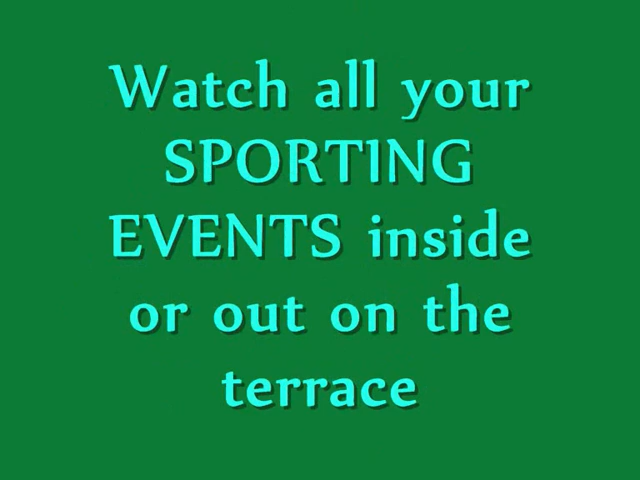 Watch all your
SPORTING
EVENTS inside
or out on the
terrace